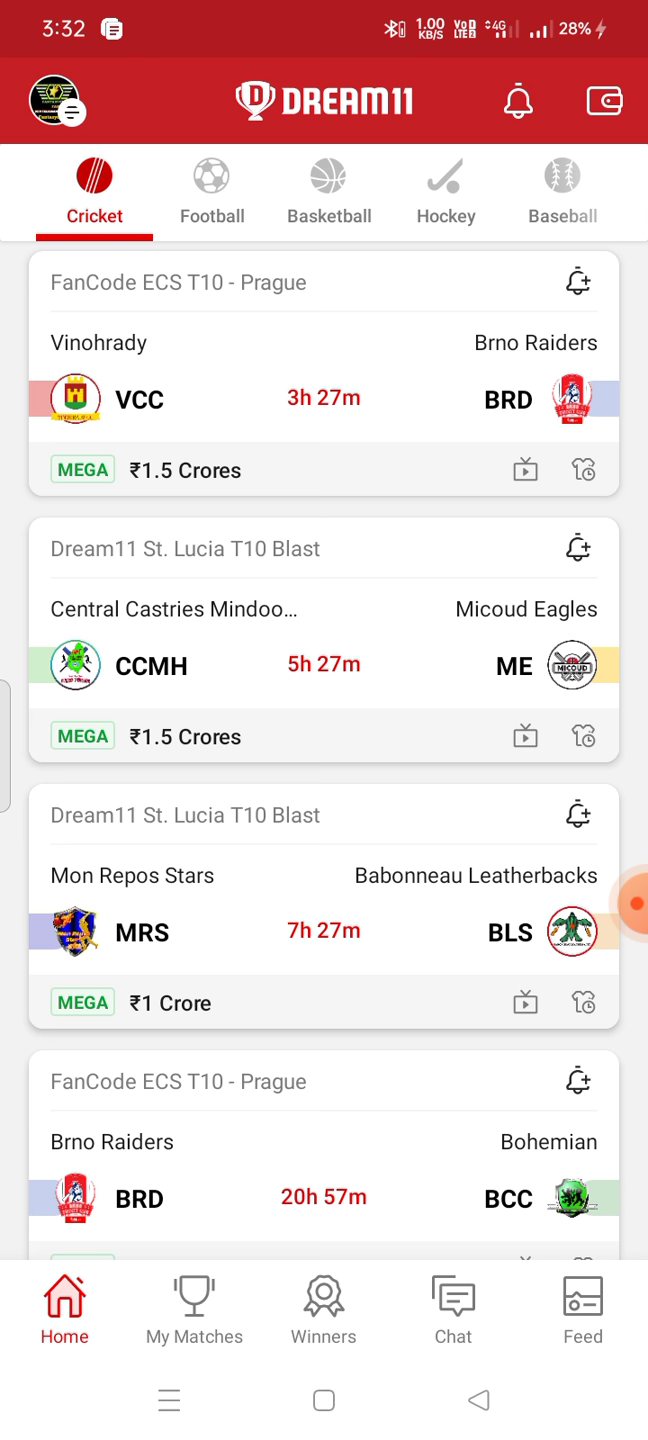 3:32
1.00 KB/S
VoD LTE2
4G
28%
DREAM11
Cricket
Football
Basketball
Hockey
Baseball
FanCode ECS T10 - Prague
Vinohrady
Brno Raiders
VCC
3h 27m
BRD
MEGA ₹1.5 Crores
Dream11 St. Lucia T10 Blast
Central Castries Mindoo...
Micoud Eagles
CCMH
5h 27m
MICOUD
ME
MEGA ₹1.5 Crores
Dream11 St. Lucia T10 Blast
Mon Repos Stars
Babonneau Leatherbacks
MRS
7h 27m
BLS
MEGA ₹1 Crore
FanCode ECS T10 - Prague
Brno Raiders
Bohemian
BRD
20h 57m
BCC
Home
My Matches
Winners
Chat
Feed